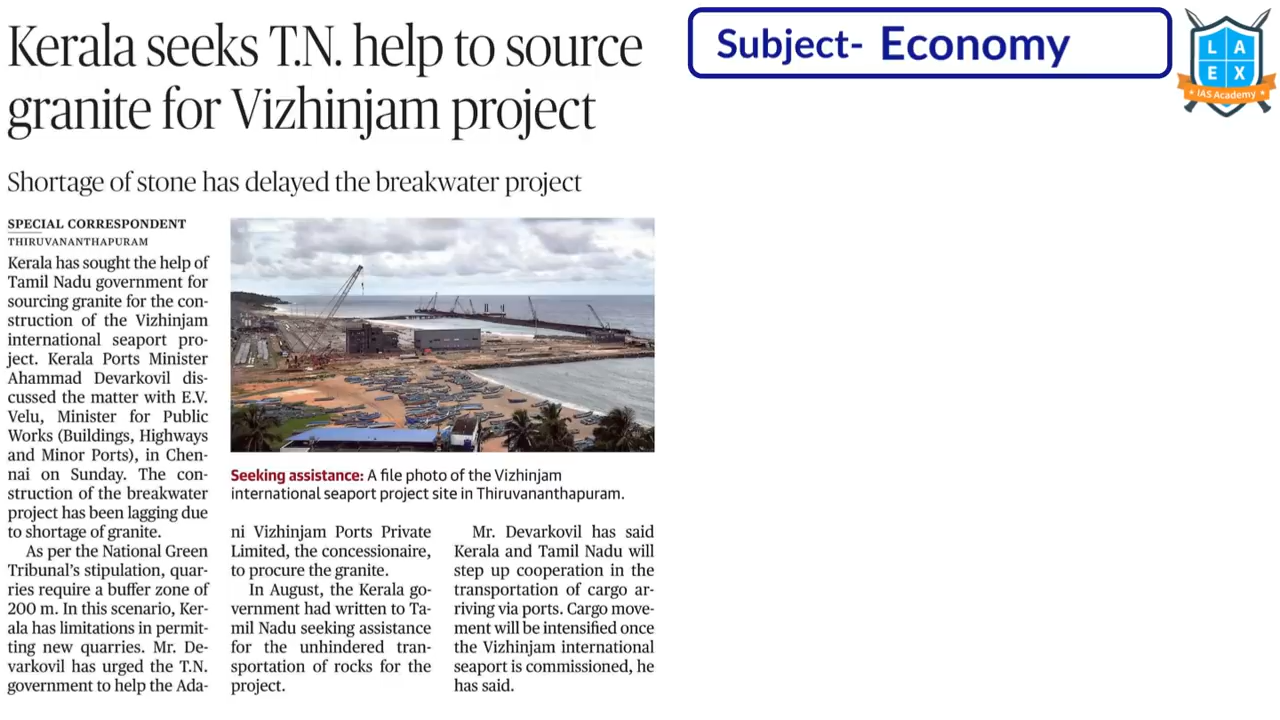 Kerala seeks T.N. help to source
granite for Vizhinjam project
Shortage of stone has delayed the breakwater project
SPECIAL CORRESPONDENT
THIRUVANANTHAPURAM
Kerala has sought the help of
Tamil Nadu government for
sourcing granite for the con-
struction of the Vizhinjam
international seaport pro-
ject. Kerala Ports Minister
Ahammad Devarkovil dis-
cussed the matter with E.V.
Velu, Minister for Public
Works (Buildings, Highways
and Minor Ports), in Chen-
nai on Sunday. The con-
struction of the breakwater
project has been lagging due
to shortage of granite.
As per the National Green
Tribunal's stipulation, quar-
ries require a buffer zone of
200 m. In this scenario, Ker-
ala has limitations in permit-
ting new quarries. Mr. De-
varkovil has urged the T.N.
government to help the Ada-
Seeking assistance: A file photo of the Vizhinjam
international seaport project site in Thiruvananthapuram.
ni Vizhinjam Ports Private
Limited, the concessionaire,
to procure the granite.
In August, the Kerala go-
vernment had written to Ta-
mil Nadu seeking assistance
for the unhindered tran-
sportation of rocks for the
project.
Mr. Devarkovil has said
Kerala and Tamil Nadu will
step up cooperation in the
transportation of cargo ar-
riving via ports. Cargo move-
ment will be intensified once
the Vizhinjam international
seaport is commissioned, he
has said.
Subject- Economy
L A
E X
IAS Academy